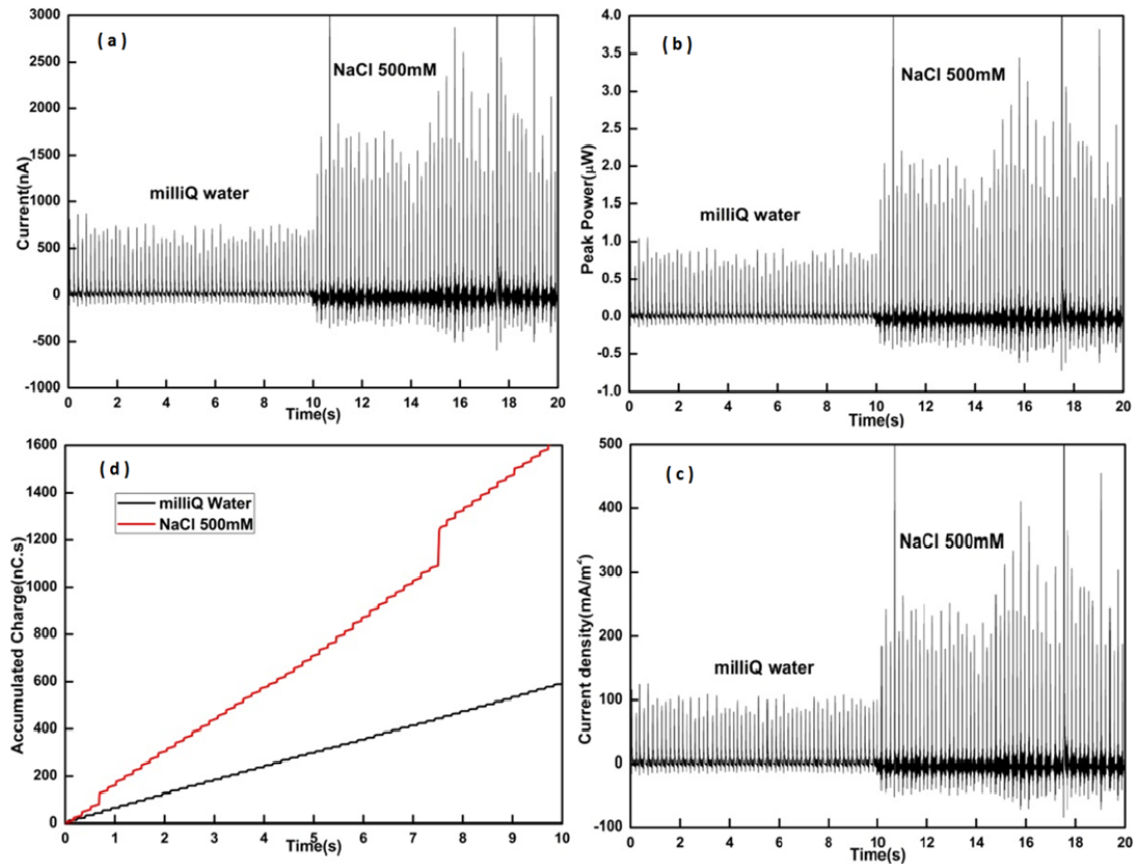 ( a )
3000
2500
2000
1500
1000
500
0
-500
-1000
Current(nA)
NaCl 500mM
milliQ water
0 2 4 6 8 10 12 14 16 18 20
Time(s)
( b )
4.0
3.5
3.0
2.5
2.0
1.5
1.0
0.5
0.0
-0.5
-1.0
Peak Power(µW)
NaCl 500mM
milliQ water
0 2 4 6 8 10 12 14 16 18 20
Time(s)
( d )
1600
1400
1200
1000
800
600
400
200
0
Accumulated Charge(nC.s)
milliQ Water
NaCl 500mM
0 1 2 3 4 5 6 7 8 9 10
Time(s)
( c )
500
400
300
200
100
0
-100
Current density(mA/m²)
NaCl 500mM
milliQ water
0 2 4 6 8 10 12 14 16 18 20
Time(s)